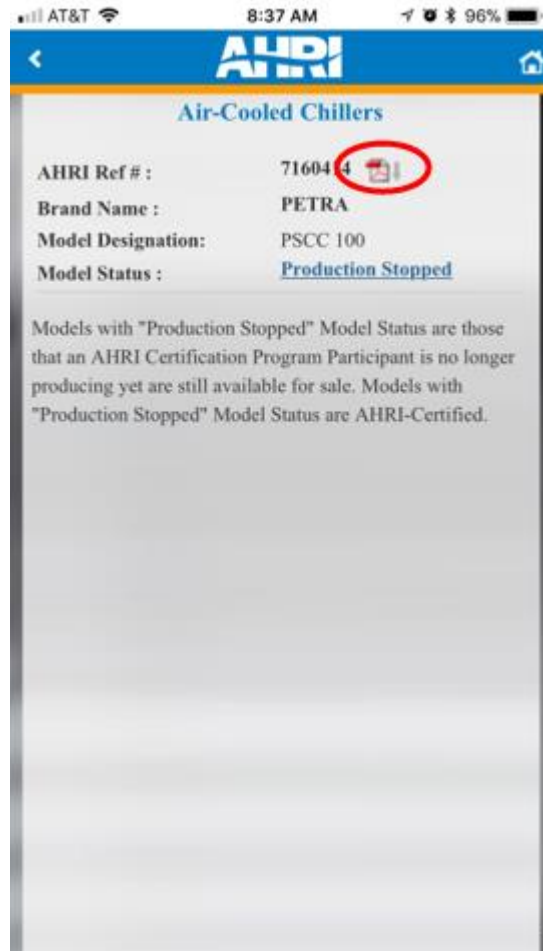 AT&T 8:37 AM 96%
AHRI
Air-Cooled Chillers
AHRI Ref # : 7160414
Brand Name : PETRA
Model Designation: PSCC 100
Model Status : Production Stopped
Models with "Production Stopped" Model Status are those
that an AHRI Certification Program Participant is no longer
producing yet are still available for sale. Models with
"Production Stopped" Model Status are AHRI-Certified.